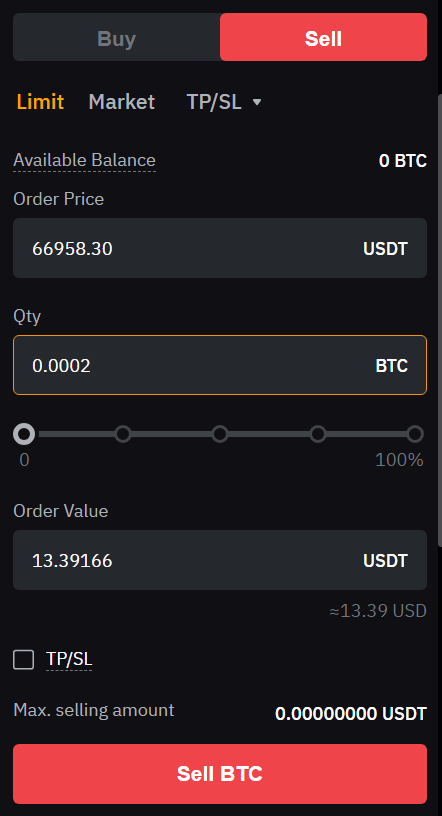 Buy Sell
Limit Market TP/SL
Available Balance 0 BTC
Order Price
66958.30 USDT
Qty
0.0002 BTC
0 100%
Order Value
13.39166 USDT
≈13.39 USD
TP/SL
Max. selling amount 0.00000000 USDT
Sell BTC